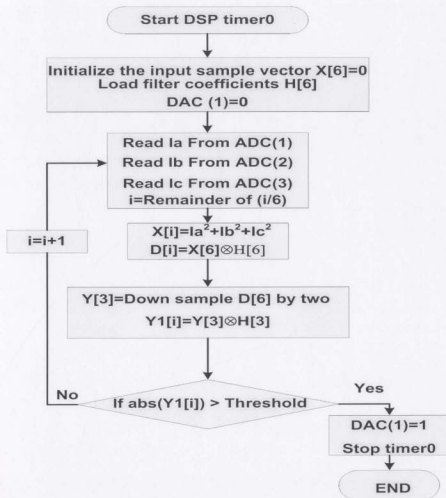 Start DSP timer0
Initialize the input sample vector X[6]=0
Load filter coefficients H[6]
DAC (1)=0
Read Ia From ADC(1)
Read Ib From ADC(2)
Read Ic From ADC(3)
i=Remainder of (i/6)
i=i+1
X[i]=Ia²+Ib²+Ic²
D[i]=X[6]⊗H[6]
Y[3]=Down sample D[6] by two
Y1[i]=Y[3]⊗H[3]
No
If abs(Y1[i]) > Threshold
Yes
DAC(1)=1
Stop timer0
END